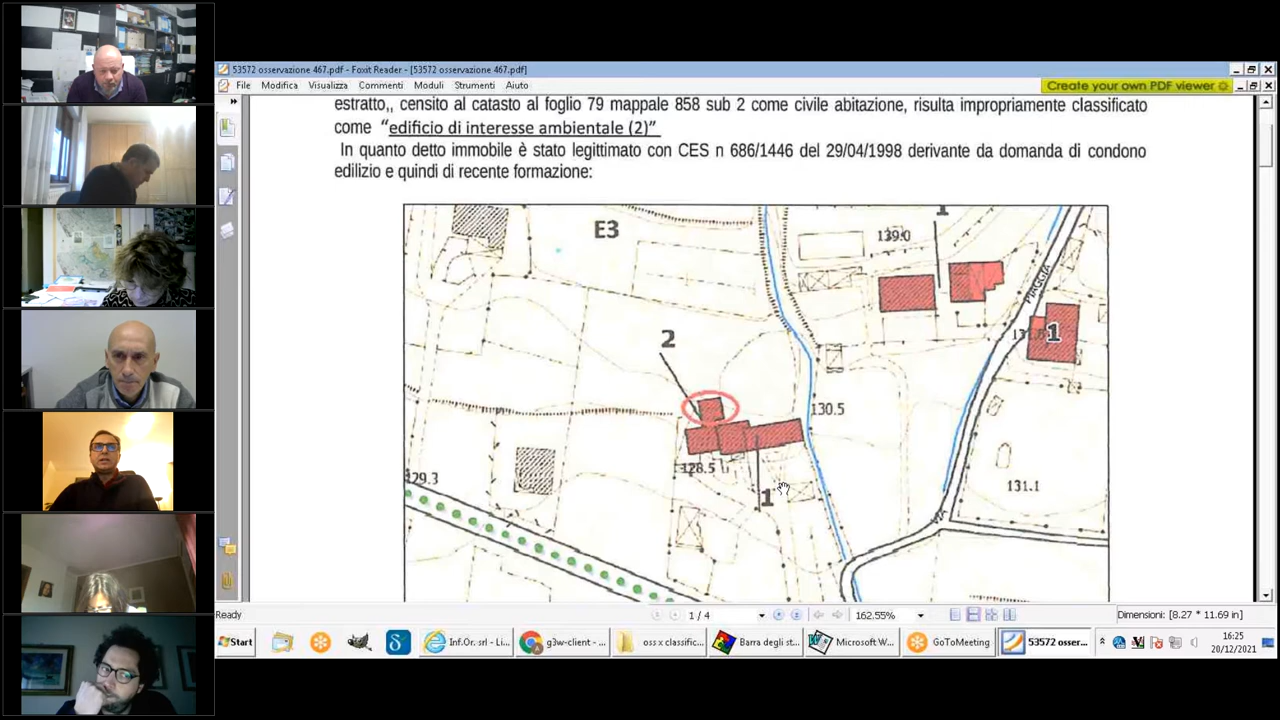 53572 osservazione 467.pdf - Foxit Reader - [53572 osservazione 467.pdf]
File Modifica Visualizza Commenti Moduli Strumenti Aiuto
Create your own PDF viewer
estratto,, censito al catasto al foglio 79 mappale 858 sub 2 come civile abitazione, risulta impropriamente classificato
come “edificio di interesse ambientale (2)”
In quanto detto immobile è stato legittimato con CES n 686/1446 del 29/04/1998 derivante da domanda di condono
edilizio e quindi di recente formazione:
1
E3
139.0
PIAGGIA
1
2
130.5
128.5
129.3
1
131.1
VIA
Ready
1 / 4
162.55%
Dimensioni: [8.27 * 11.69 in]
Start
Inf.Or. srl - Li...
g3w-client - ...
oss x classific...
Barra degli st...
Microsoft W...
GoToMeeting
53572 osser...
16:25
20/12/2021